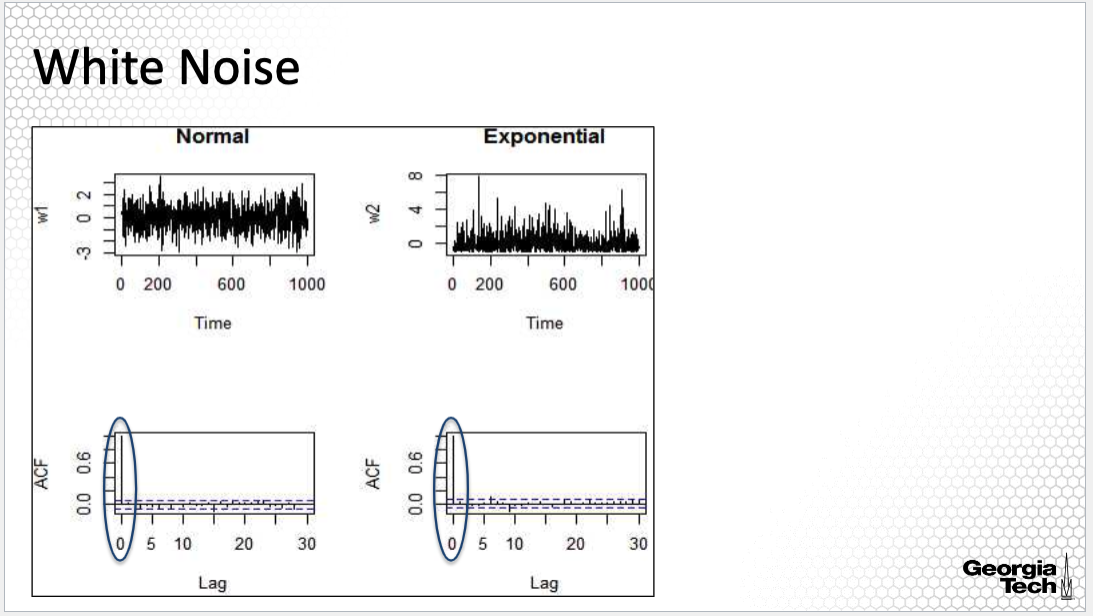 White Noise
Normal
Exponential
w1
2
0
-3
0 200 600 1000
Time
w2
8
4
0
0 200 600 1000
Time
ACF
0.6
0.0
0 5 10 20 30
Lag
ACF
0.6
0.0
0 5 10 20 30
Lag
Georgia
Tech